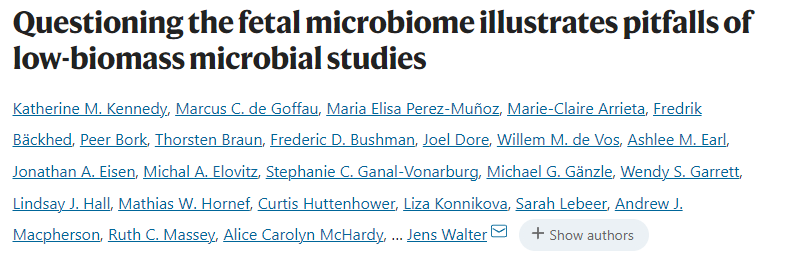 Questioning the fetal microbiome illustrates pitfalls of
low-biomass microbial studies
Katherine M. Kennedy, Marcus C. de Goffau, Maria Elisa Perez-Muñoz, Marie-Claire Arrieta, Fredrik
Bäckhed, Peer Bork, Thorsten Braun, Frederic D. Bushman, Joel Dore, Willem M. de Vos, Ashlee M. Earl,
Jonathan A. Eisen, Michal A. Elovitz, Stephanie C. Ganal-Vonarburg, Michael G. Gänzle, Wendy S. Garrett,
Lindsay J. Hall, Mathias W. Hornef, Curtis Huttenhower, Liza Konnikova, Sarah Lebeer, Andrew J.
Macpherson, Ruth C. Massey, Alice Carolyn McHardy, ... Jens Walter + Show authors